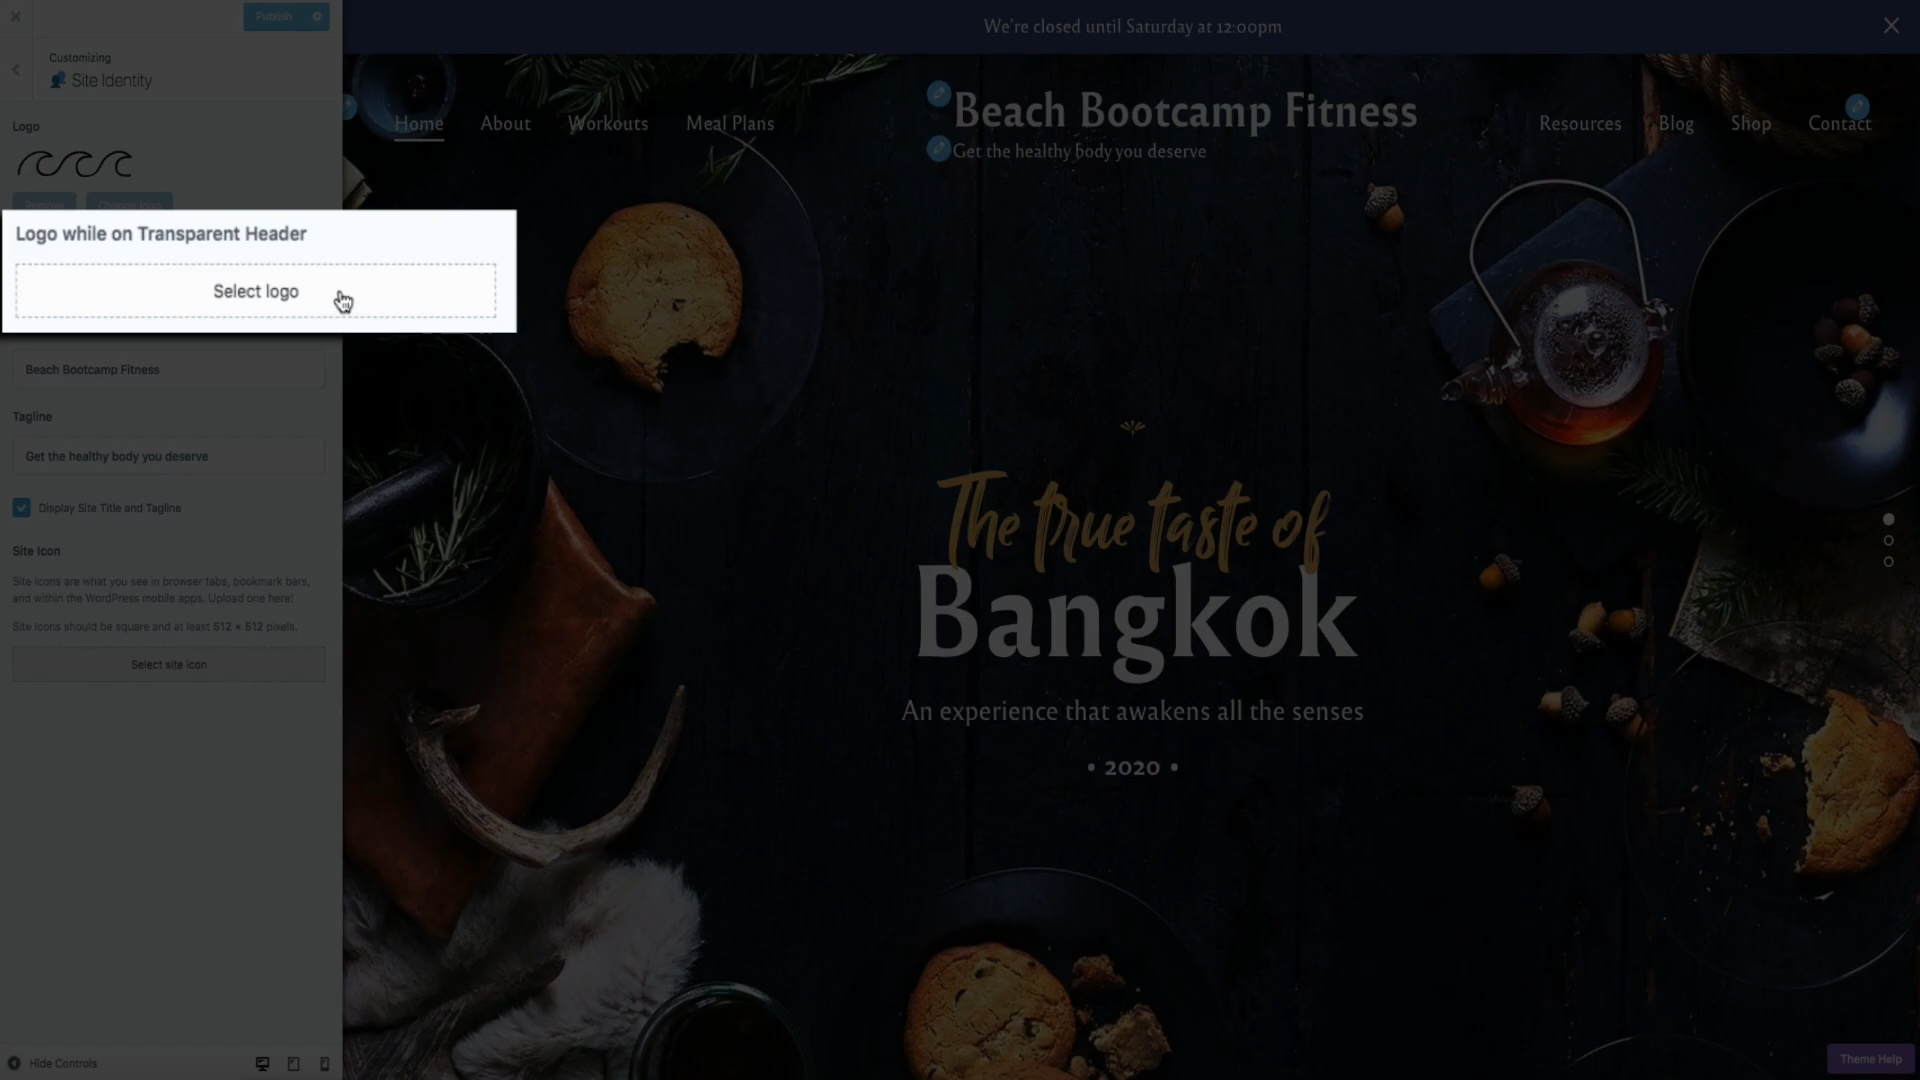 Publish
Customizing
Site Identity
Logo
Remove
Change logo
Logo while on Transparent Header
Select logo
Beach Bootcamp Fitness
Tagline
Get the healthy body you deserve
Display Site Title and Tagline
Site Icon
Site Icons are what you see in browser tabs, bookmark bars,
and within the WordPress mobile apps. Upload one here!
Site Icons should be square and at least 512 × 512 pixels.
Select site icon
Hide Controls
We're closed until Saturday at 12:00pm
Home
About
Workouts
Meal Plans
Beach Bootcamp Fitness
Get the healthy body you deserve
Resources
Blog
Shop
Contact
The true taste of
Bangkok
An experience that awakens all the senses
• 2020 •
Theme Help